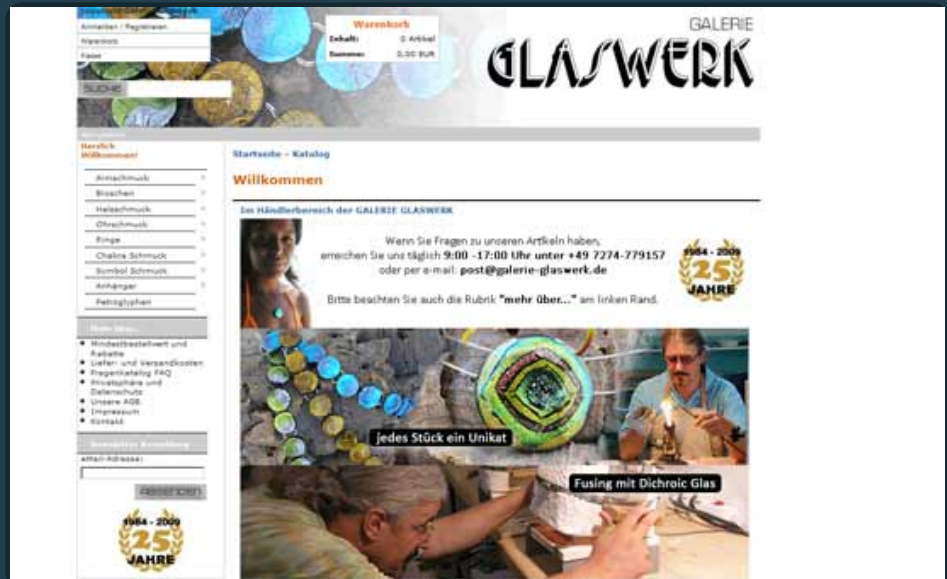 Anmelden / Registrieren
Warenkorb
Kasse
SUCHE
Warenkorb
Inhalt: 0 Artikel
Summe: 0,00 EUR
GALERIE
GLASWERK
Herzlich
Willkommen!
Armschmuck
Broschen
Halsschmuck
Ohrschmuck
Ringe
Chakra Schmuck
Symbol Schmuck
Anhänger
Petroglyphen
Mehr über...
Mindestbestellwert und
Rabatte
Liefer- und Versandkosten
Fragenkatalog FAQ
Privatsphäre und
Datenschutz
Unsere AGB
Impressum
Kontakt
Newsletter Anmeldung
eMail-Adresse:
ABSENDEN
1984 - 2009
25
JAHRE
Startseite - Katalog
Willkommen
Im Händlerbereich der GALERIE GLASWERK
Wenn Sie Fragen zu unseren Artikeln haben,
erreichen Sie uns täglich 9:00 -17:00 Uhr unter +49 7274-779157
oder per e-mail: post@galerie-glaswerk.de
Bitte beachten Sie auch die Rubrik "mehr über..." am linken Rand.
1984 - 2009
25
JAHRE
jedes Stück ein Unikat
Fusing mit Dichroic Glas